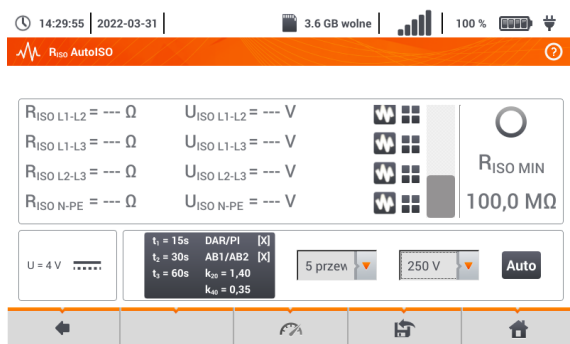 14:29:55 2022-03-31 3.6 GB wolne 100 %
RISO AutoISO ?
RISO L1-L2 = --- Ω UISO L1-L2 = --- V
RISO L1-L3 = --- Ω UISO L1-L3 = --- V
RISO L2-L3 = --- Ω UISO L2-L3 = --- V
RISO N-PE = --- Ω UISO N-PE = --- V
RISO MIN
100,0 MΩ
U = 4 V
t₁ = 15s DAR/PI [X]
t₂ = 30s AB1/AB2 [X]
t₃ = 60s k₂₀ = 1,40
k₄₀ = 0,35
5 przew
250 V
Auto